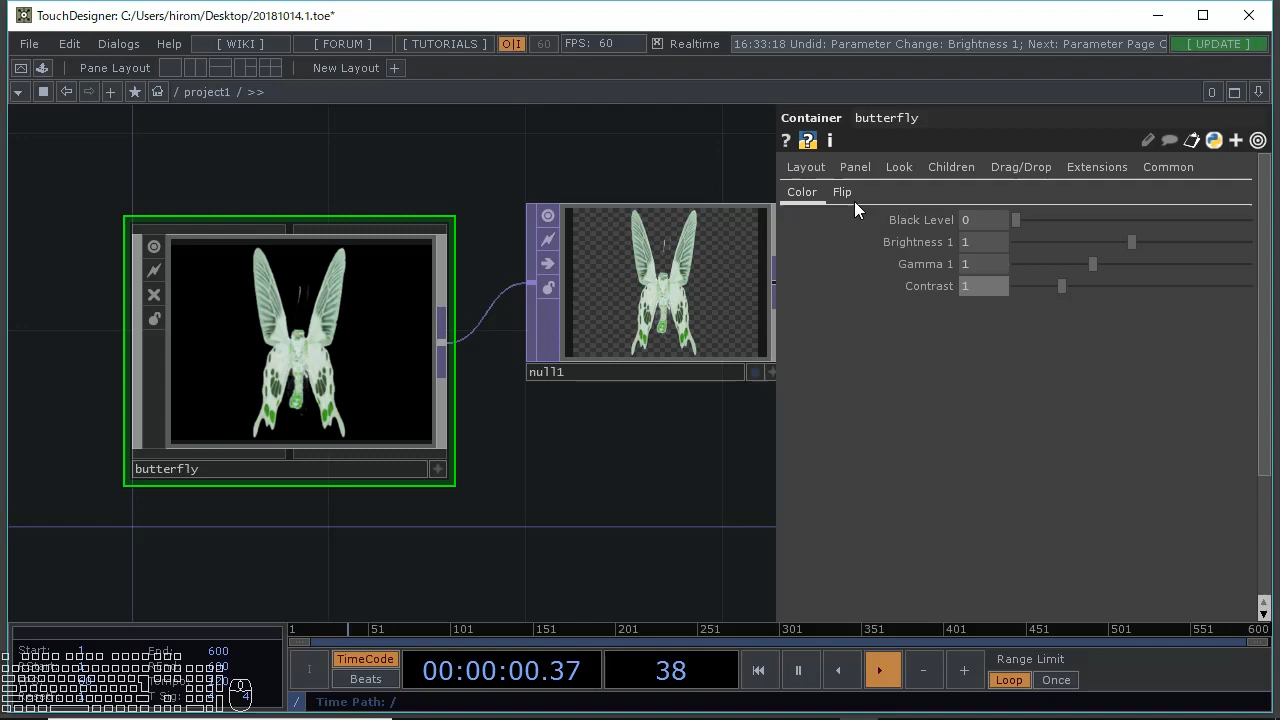 TouchDesigner: C:/Users/hirom/Desktop/20181014.1.toe*
File Edit Dialogs Help [ WIKI ] [ FORUM ] [ TUTORIALS ] O|I 60 FPS: 60 Realtime 16:33:18 Undid: Parameter Change: Brightness 1; Next: Parameter Page C [ UPDATE ]
Pane Layout New Layout +
/ project1 / >> 0
Container butterfly
? ? i
Layout Panel Look Children Drag/Drop Extensions Common
Color Flip
Black Level 0
Brightness 1 1
Gamma 1 1
Contrast 1
null1
butterfly
1 51 101 151 201 251 301 351 401 451 501 551 600
Start: 1 End: 600
TimeCode
Beats
00:00:00.37 38
Range Limit
Loop Once
T Sig: 4
/ Time Path: /